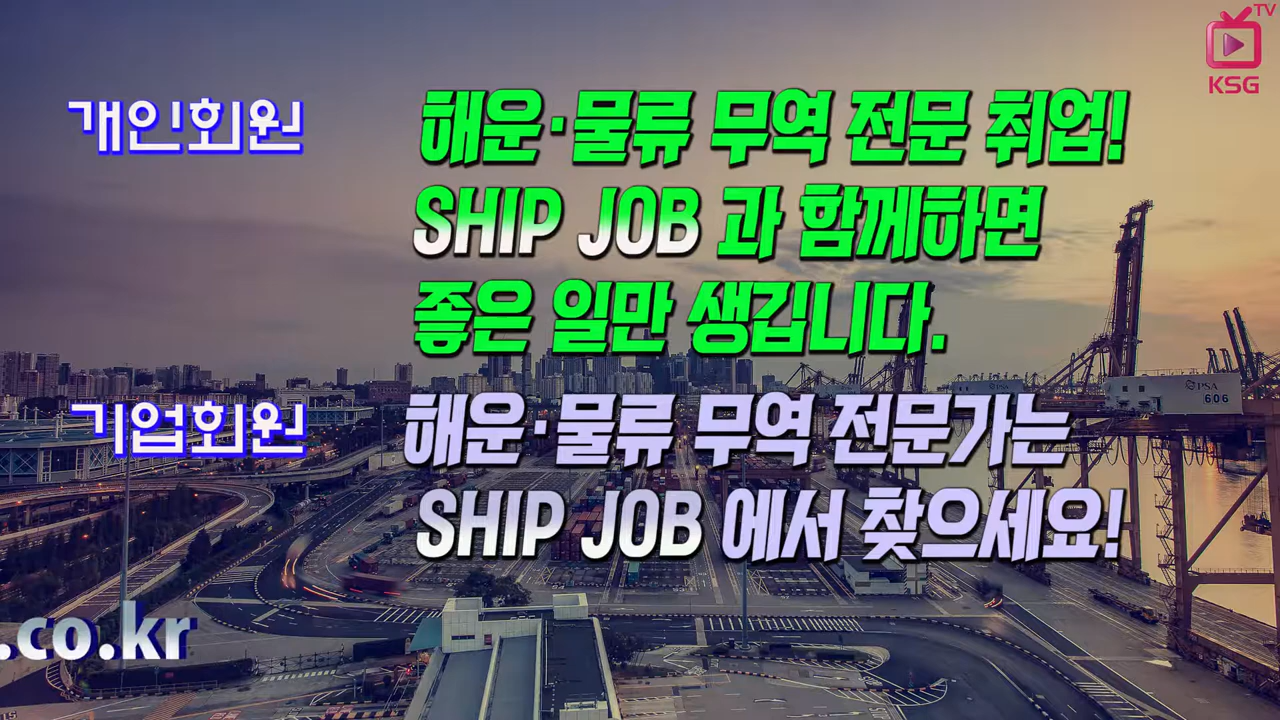 TV
KSG
개인회원
해운·물류 무역 전문 취업!
SHIP JOB 과 함께하면
좋은 일만 생깁니다.
기업회원
해운·물류 무역 전문가는
SHIP JOB 에서 찾으세요!
PSA
PSA
606
.co.kr